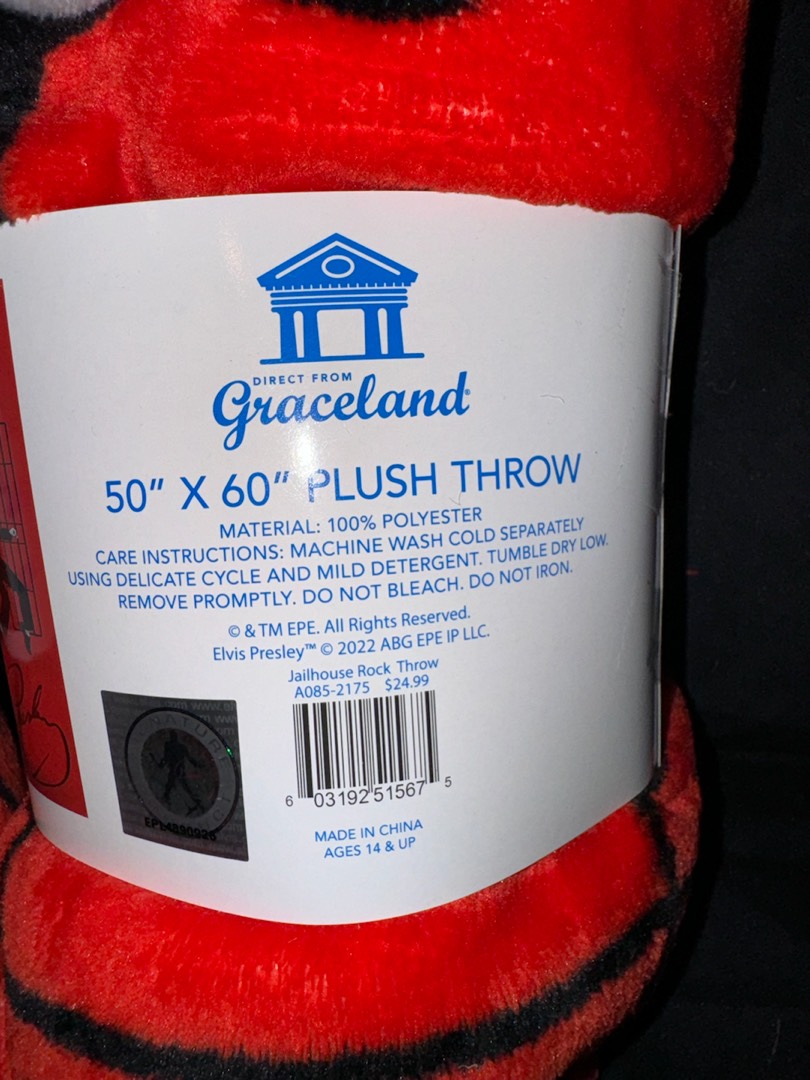 DIRECT FROM
Graceland
50" X 60" PLUSH THROW
MATERIAL: 100% POLYESTER
CARE INSTRUCTIONS: MACHINE WASH COLD SEPARATELY
USING DELICATE CYCLE AND MILD DETERGENT. TUMBLE DRY LOW.
REMOVE PROMPTLY. DO NOT BLEACH. DO NOT IRON.
© & TM EPE. All Rights Reserved.
Elvis Presley™ © 2022 ABG EPE IP LLC.
Jailhouse Rock Throw
A085-2175 $24.99
6 03192 51567 5
MADE IN CHINA
AGES 14 & UP